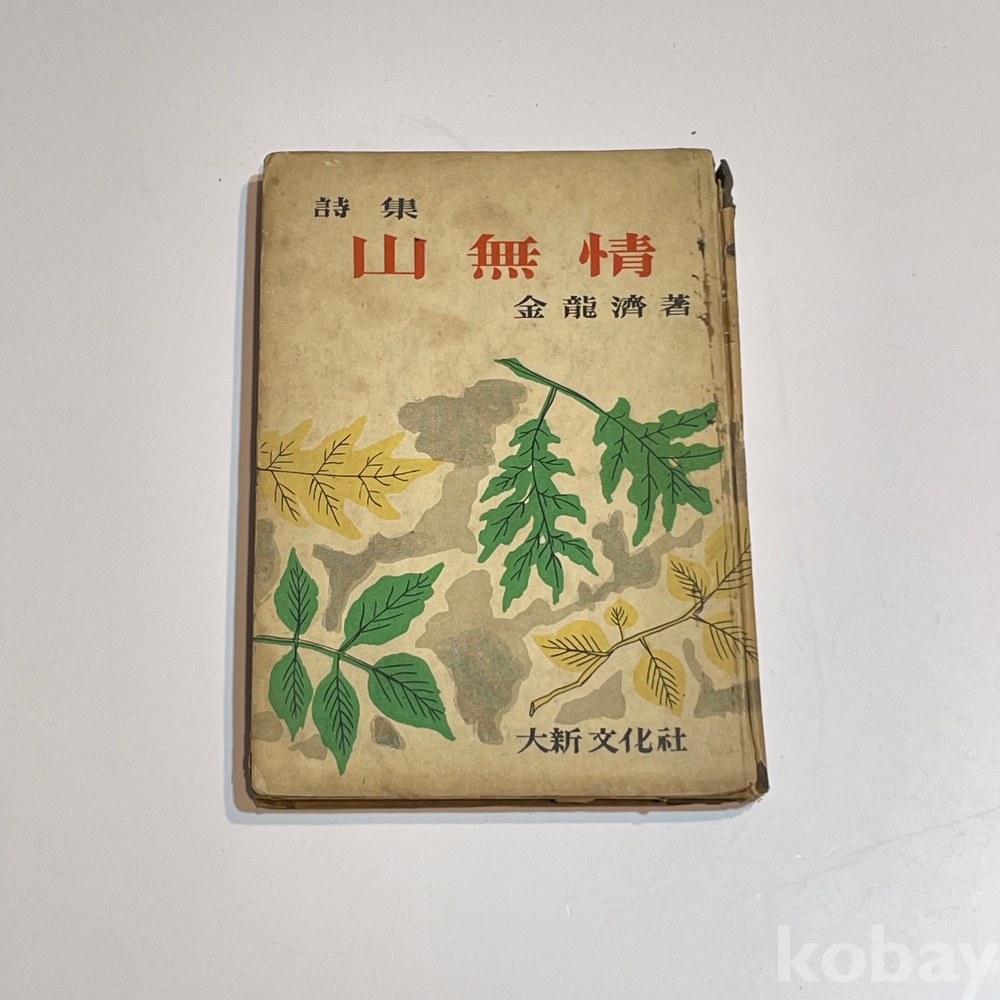 詩集
山無情
金龍濟著
大新文化社
kobay